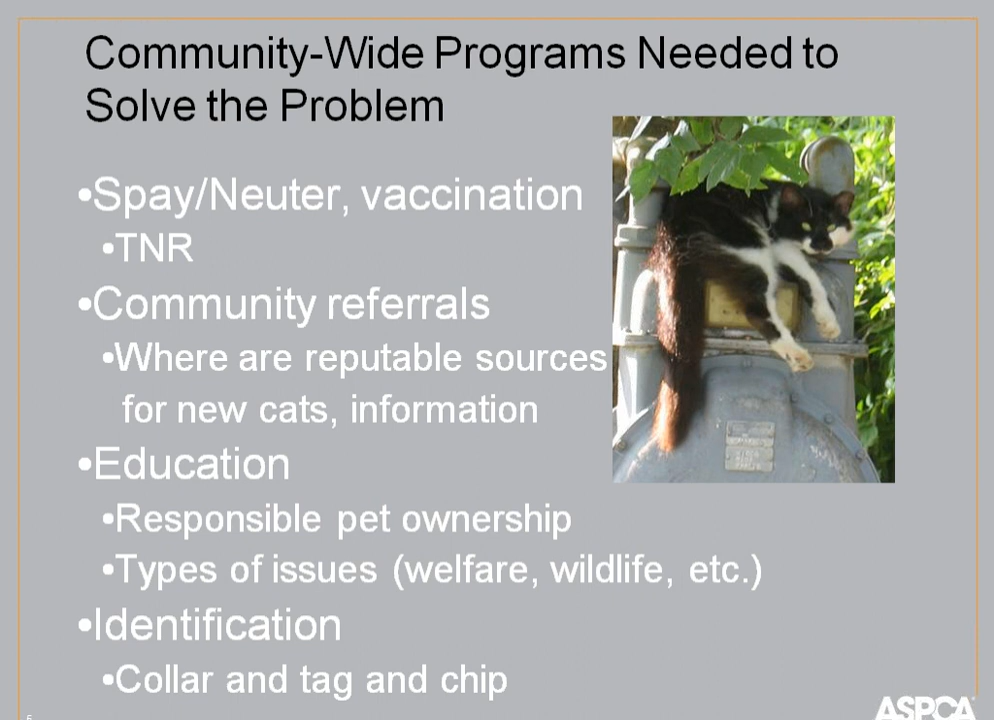 Community-Wide Programs Needed to
Solve the Problem
•Spay/Neuter, vaccination
•TNR
•Community referrals
•Where are reputable sources
for new cats, information
•Education
•Responsible pet ownership
•Types of issues (welfare, wildlife, etc.)
•Identification
•Collar and tag and chip
ASPCA